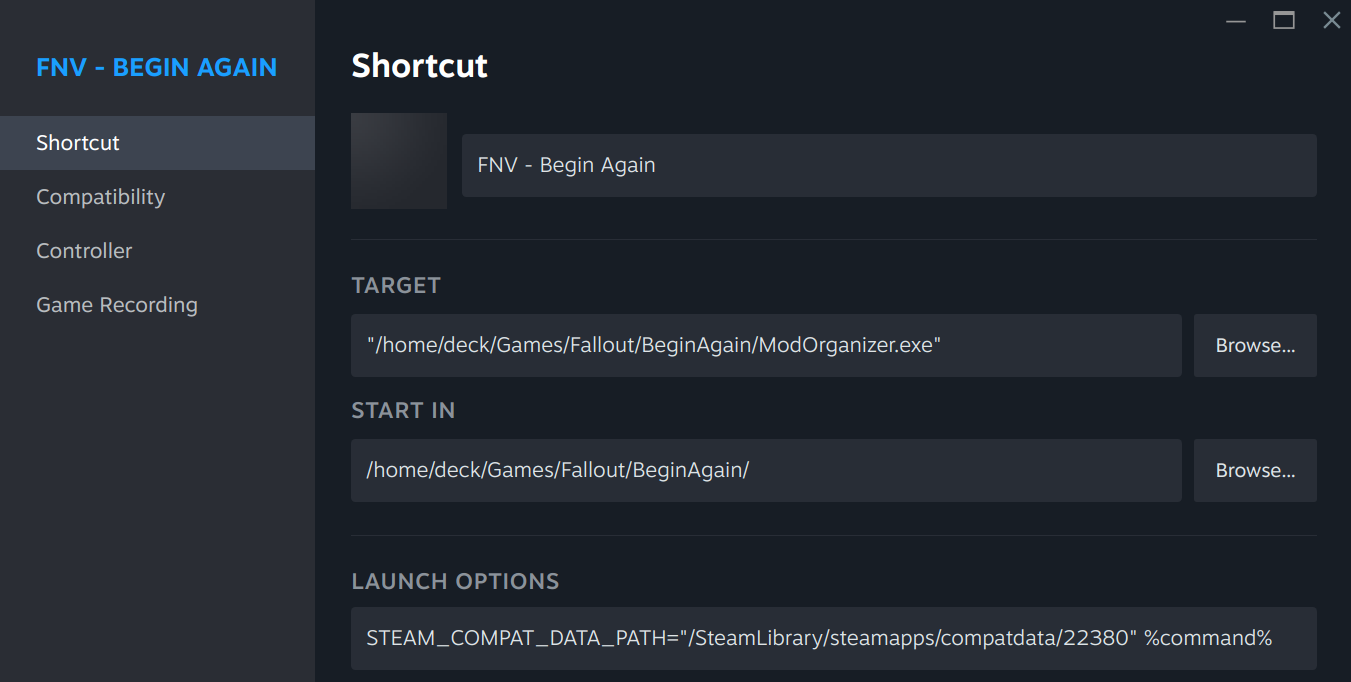 FNV - BEGIN AGAIN
Shortcut
Compatibility
Controller
Game Recording
Shortcut
FNV - Begin Again
TARGET
"/home/deck/Games/Fallout/BeginAgain/ModOrganizer.exe"
Browse...
START IN
/home/deck/Games/Fallout/BeginAgain/
Browse...
LAUNCH OPTIONS
STEAM_COMPAT_DATA_PATH="/SteamLibrary/steamapps/compatdata/22380" %command%